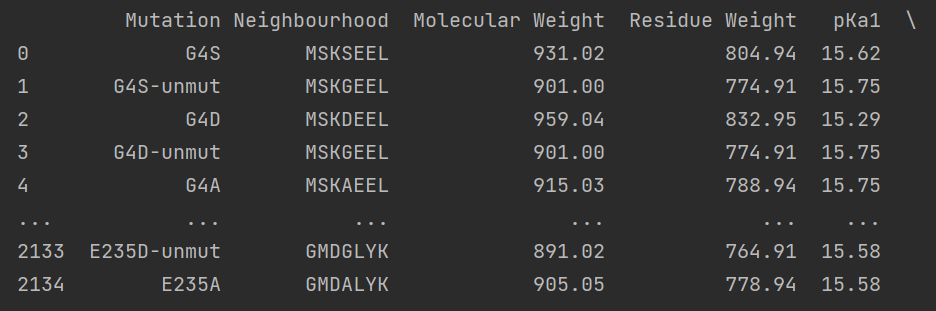 Mutation Neighbourhood Molecular Weight Residue Weight pKa1 \
0 G4S MSKSEEL 931.02 804.94 15.62
1 G4S-unmut MSKGEEL 901.00 774.91 15.75
2 G4D MSKDEEL 959.04 832.95 15.29
3 G4D-unmut MSKGEEL 901.00 774.91 15.75
4 G4A MSKAEEL 915.03 788.94 15.75
... ... ... ... ... ...
2133 E235D-unmut GMDGLYK 891.02 764.91 15.58
2134 E235A GMDALYK 905.05 778.94 15.58